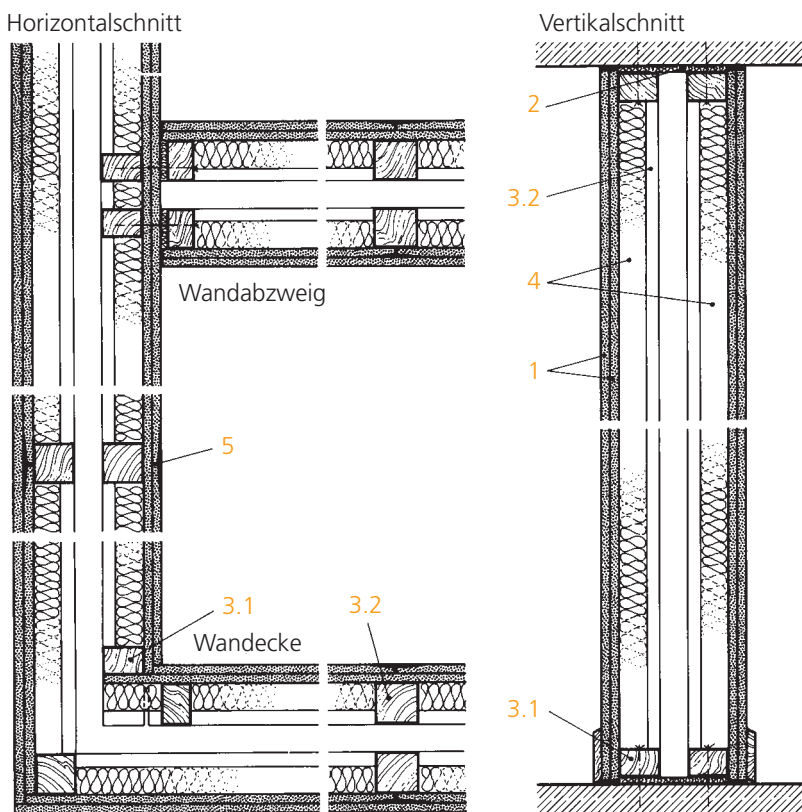 Horizontalschnitt
Vertikalschnitt
2
3.2
4
Wandabzweig
1
5
3.1
3.2
Wandecke
3.1